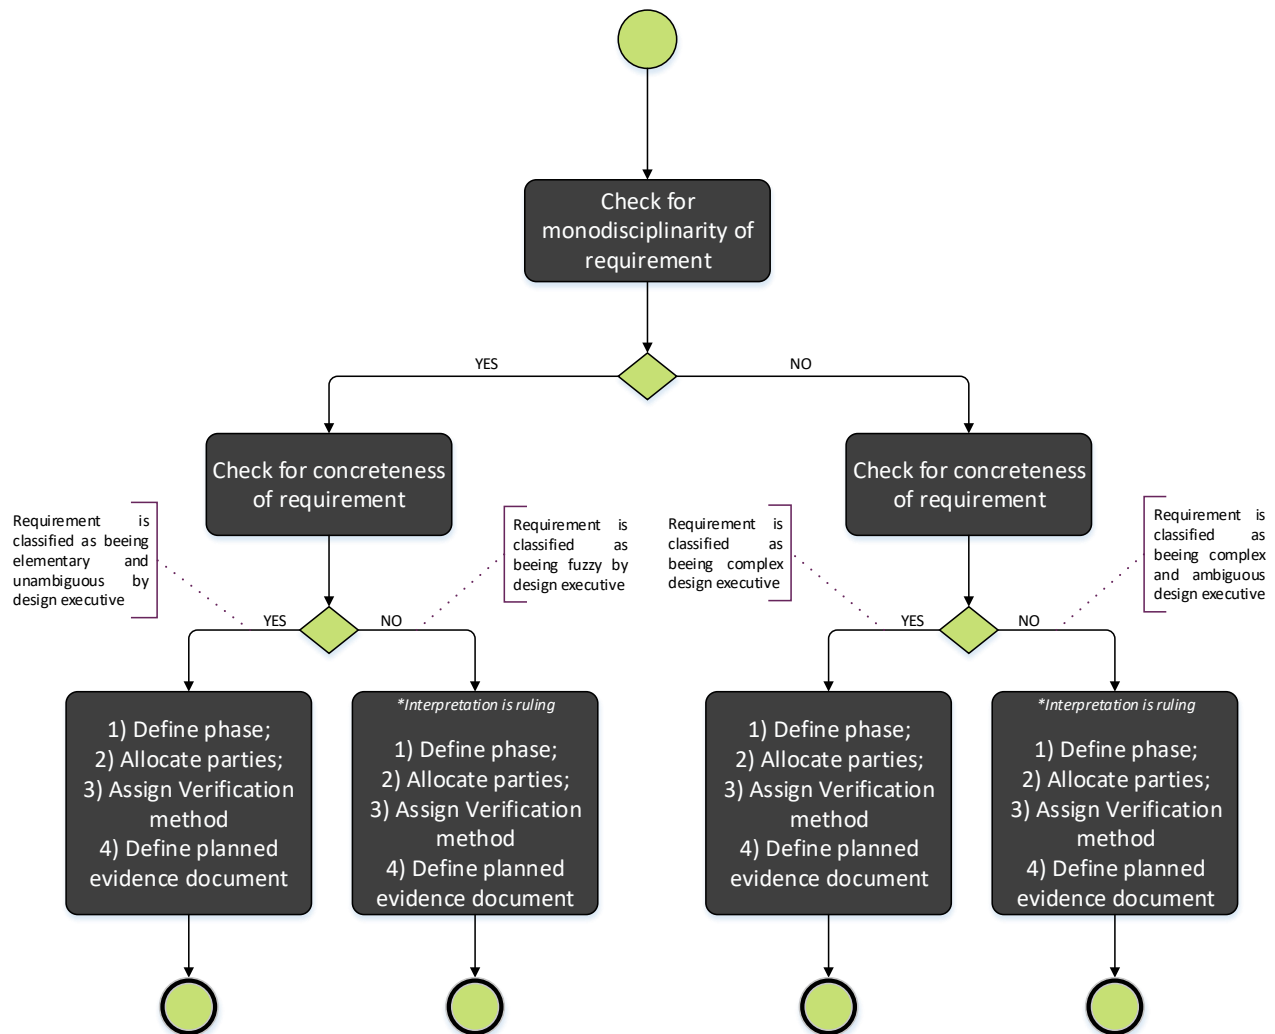 Check for
monodisciplinarity of
requirement
YES
NO
Check for concreteness
of requirement
Check for concreteness
of requirement
Requirement is
classified as beeing
elementary and
unambiguous by
design executive
Requirement is
classified as
beeing fuzzy by
design executive
Requirement is
classified as
beeing complex
design executive
Requirement is
classified as
beeing complex
and ambiguous
design executive
YES
NO
YES
NO
1) Define phase;
2) Allocate parties;
3) Assign Verification
method
4) Define planned
evidence document
*Interpretation is ruling
1) Define phase;
2) Allocate parties;
3) Assign Verification
method
4) Define planned
evidence document
1) Define phase;
2) Allocate parties;
3) Assign Verification
method
4) Define planned
evidence document
*Interpretation is ruling
1) Define phase;
2) Allocate parties;
3) Assign Verification
method
4) Define planned
evidence document